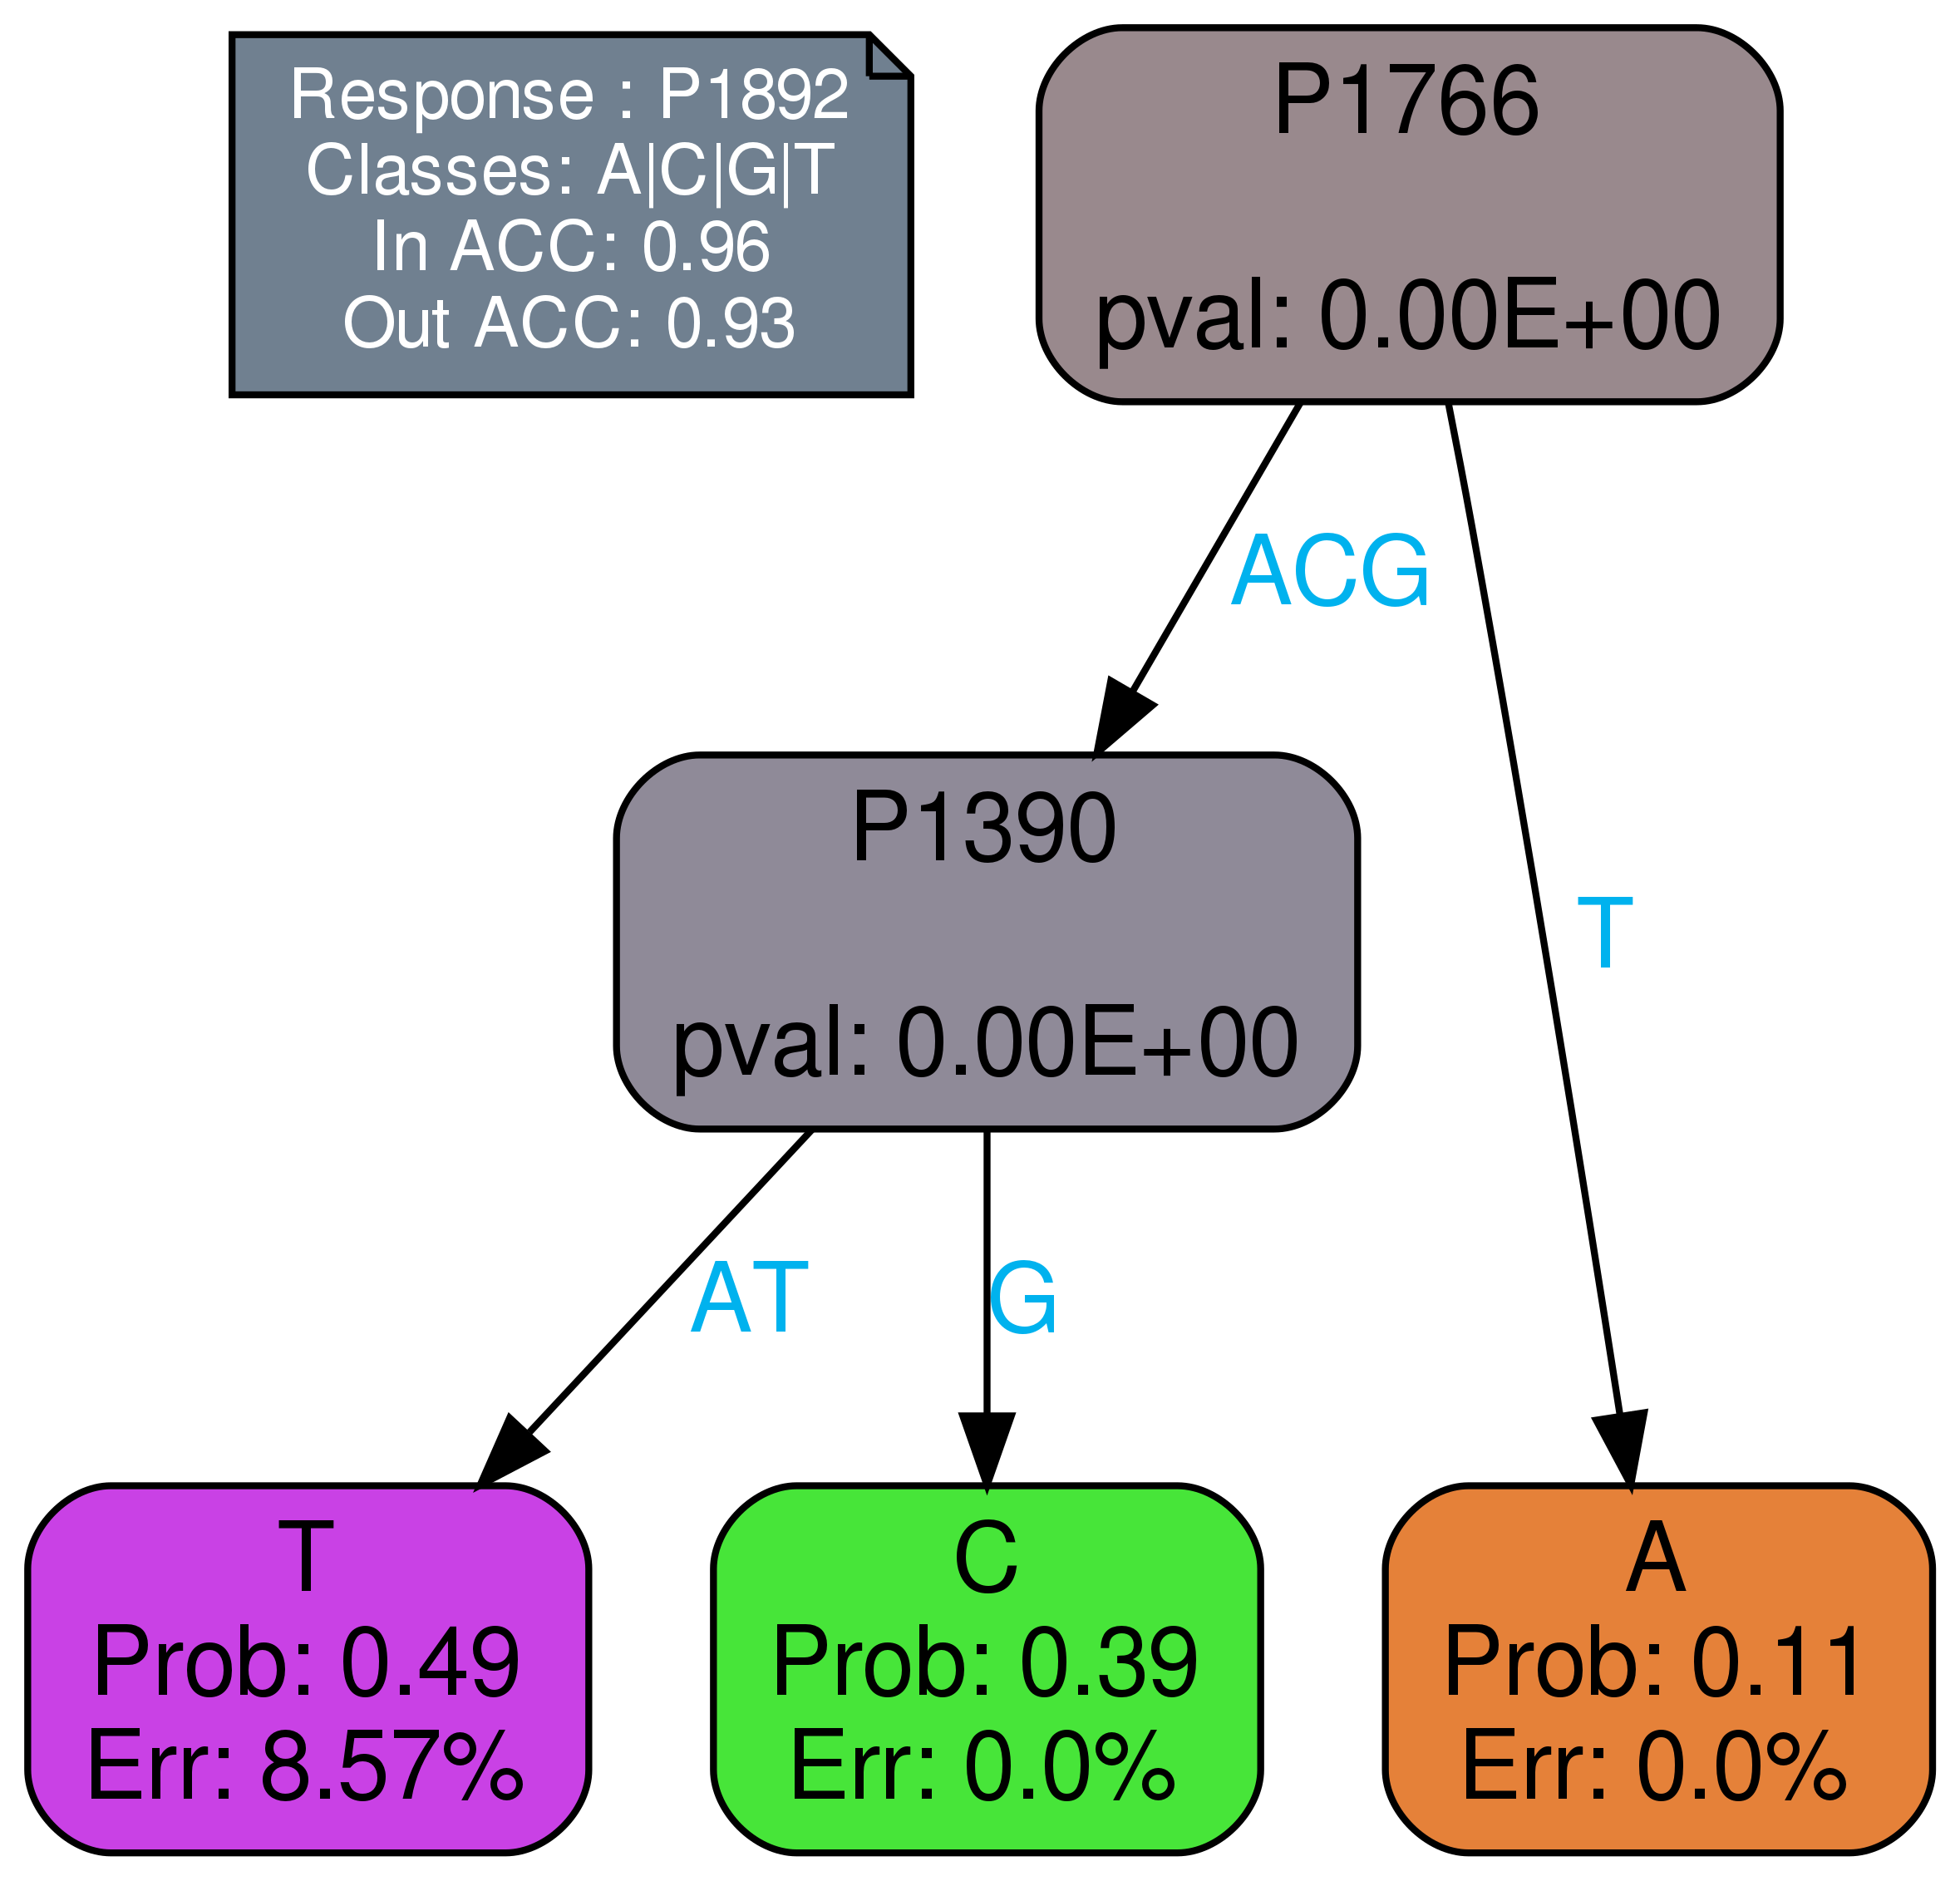 Response : P1892
Classes: A|C|G|T
In ACC: 0.96
Out ACC: 0.93
P1766
pval: 0.00E+00
ACG
T
P1390
pval: 0.00E+00
AT
G
T
Prob: 0.49
Err: 8.57%
C
Prob: 0.39
Err: 0.0%
A
Prob: 0.11
Err: 0.0%